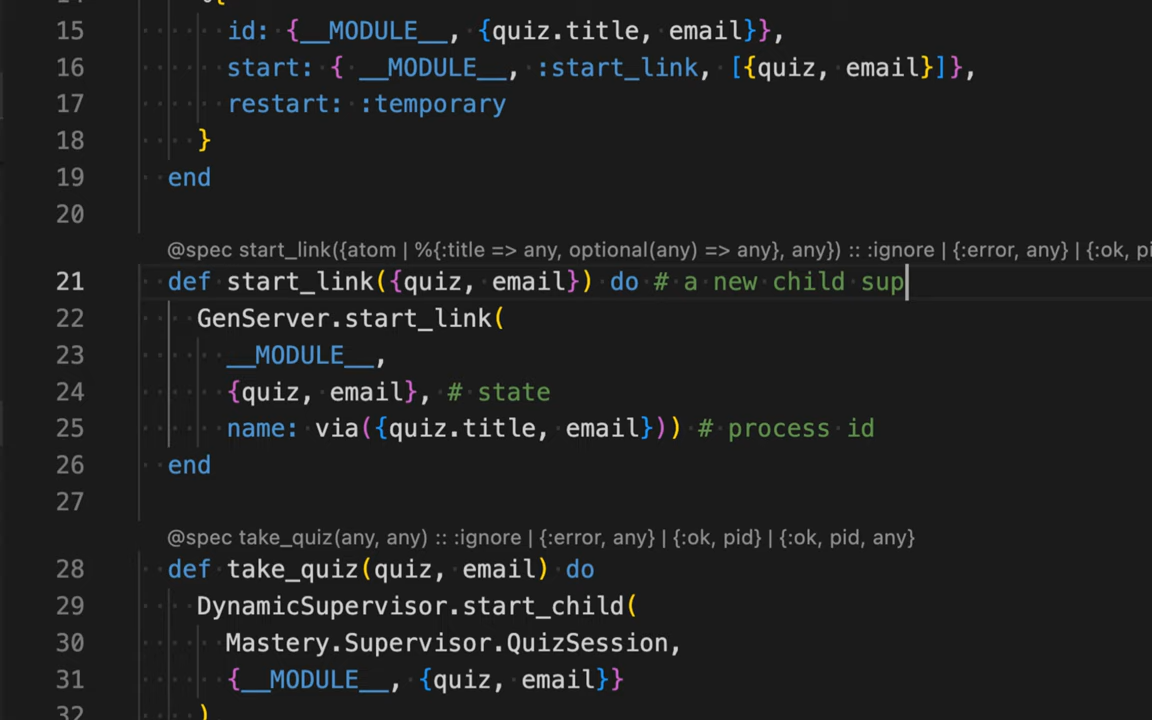 15 id: {__MODULE__, {quiz.title, email}},
16 start: { __MODULE__, :start_link, [{quiz, email}]},
17 restart: :temporary
18 }
19 end
20
@spec start_link({atom | %{:title => any, optional(any) => any}, any}) :: :ignore | {:error, any} | {:ok, pi
21 def start_link({quiz, email}) do # a new child sup
22 GenServer.start_link(
23 __MODULE__,
24 {quiz, email}, # state
25 name: via({quiz.title, email})) # process id
26 end
27
@spec take_quiz(any, any) :: :ignore | {:error, any} | {:ok, pid} | {:ok, pid, any}
28 def take_quiz(quiz, email) do
29 DynamicSupervisor.start_child(
30 Mastery.Supervisor.QuizSession,
31 {__MODULE__, {quiz, email}}
32 )